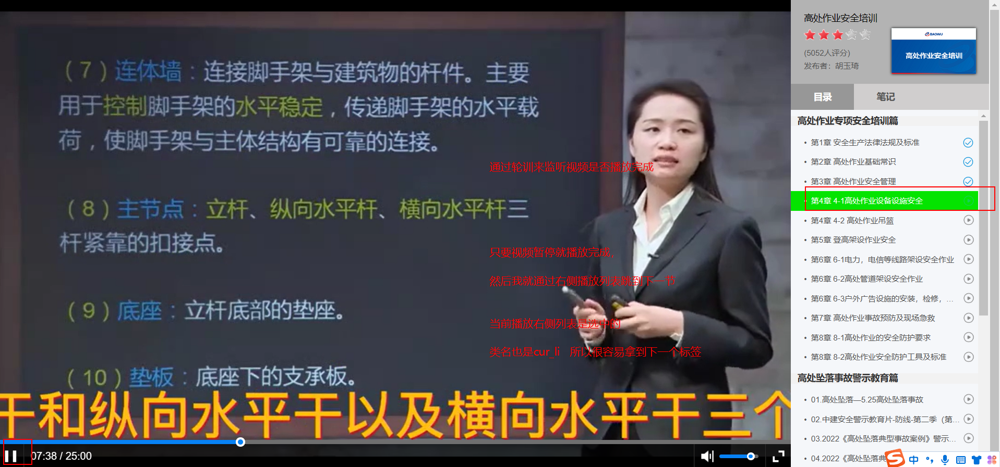 （7）连体墙：连接脚手架与建筑物的杆件。主要
用于控制脚手架的水平稳定，传递脚手架的水平载
荷，使脚手架与主体结构有可靠的连接。
（8）主节点：立杆、纵向水平杆、横向水平杆三
杆紧靠的扣接点。
（9）底座：立杆底部的垫座。
（10）垫板：底座下的支承板。
通过轮训来监听视频是否播放完成
只要视频暂停就播放完成，
然后我就通过右侧播放列表跳到下一节
当前播放右侧列表是选中的
类名也是cur_li 所以很容易拿到下一个标签
干和纵向水平干以及横向水平干三个
07:38 / 25:00
高处作业安全培训
(5052人评分)
发布者：胡玉琦
BAOWU
高处作业安全培训
目录
笔记
高处作业专项安全培训篇
• 第1章 安全生产法律法规及标准
• 第2章 高处作业基础常识
• 第3章 高处作业安全管理
• 第4章 4-1高处作业设备设施安全
• 第4章 4-2 高处作业吊篮
• 第5章 登高架设作业安全
• 第6章 6-1电力，电信等线路架设安全作业
• 第6章 6-2高处管道架设安全作业
• 第6章 6-3户外广告设施的安装，检修，...
• 第7章 高处作业事故预防及现场急救
• 第8章 8-1高处作业的安全防护要求
• 第8章 8-2高处作业安全防护工具及标准
高处坠落事故警示教育篇
• 01.高处坠落—5.25高处坠落事故
• 02.中建安全警示教育片-防线-第二季（第...
• 03.2022《高处坠落典型事故案例》警示...
• 04.2022《高处坠落典
中